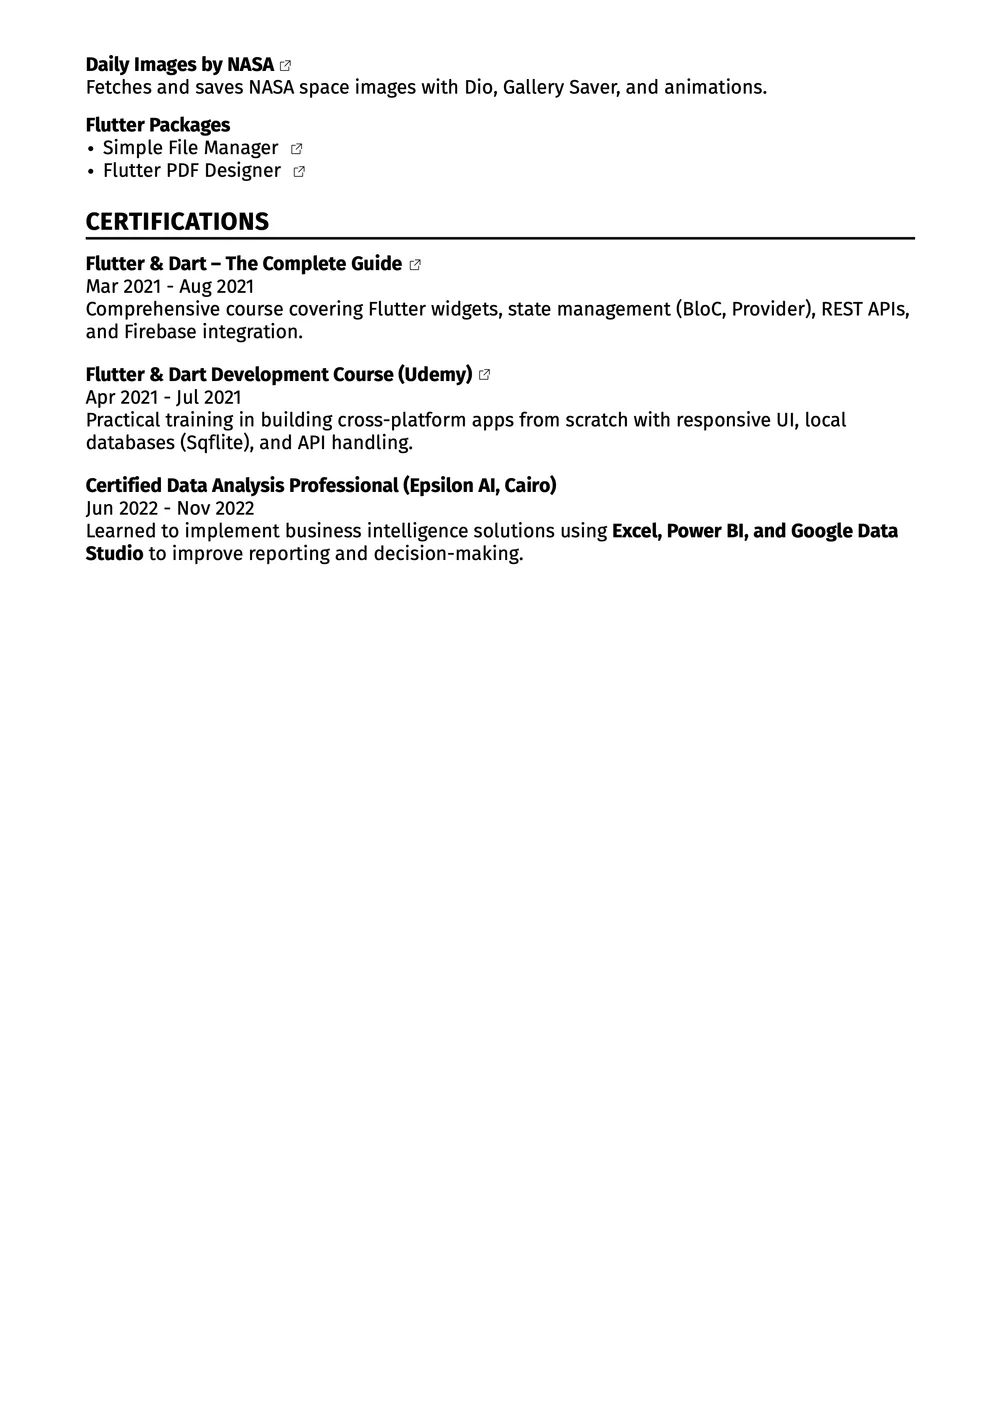 Daily Images by NASA
Fetches and saves NASA space images with Dio, Gallery Saver, and animations.
Flutter Packages
• Simple File Manager
• Flutter PDF Designer
CERTIFICATIONS
Flutter & Dart – The Complete Guide
Mar 2021 - Aug 2021
Comprehensive course covering Flutter widgets, state management (BloC, Provider), REST APIs,
and Firebase integration.
Flutter & Dart Development Course (Udemy)
Apr 2021 - Jul 2021
Practical training in building cross-platform apps from scratch with responsive UI, local
databases (Sqflite), and API handling.
Certified Data Analysis Professional (Epsilon AI, Cairo)
Jun 2022 - Nov 2022
Learned to implement business intelligence solutions using Excel, Power BI, and Google Data
Studio to improve reporting and decision-making.